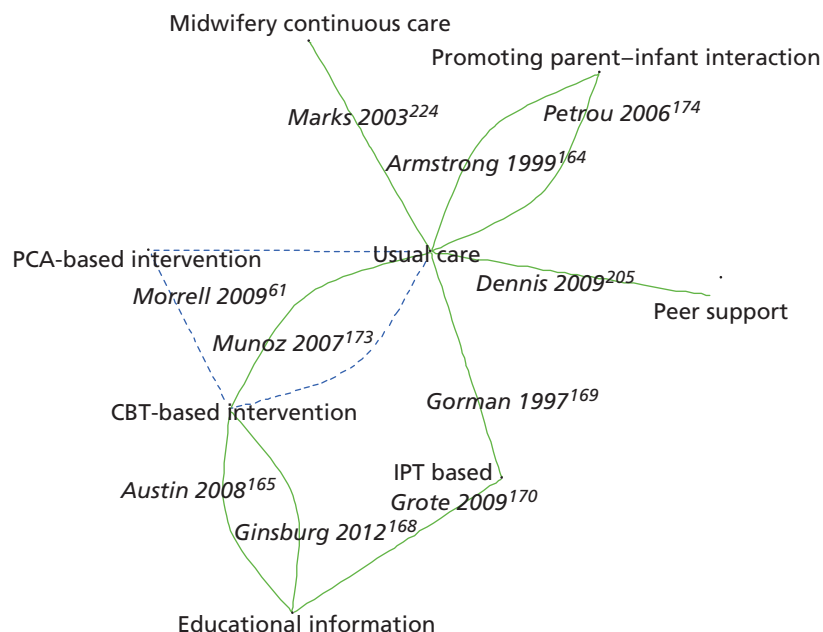 Midwifery continuous care
Promoting parent–infant interaction
Marks 2003²²⁴
Petrou 2006¹⁷⁴
Armstrong 1999¹⁶⁴
Usual care
PCA-based intervention
Dennis 2009²⁰⁵
Morrell 2009⁶¹
Peer support
Munoz 2007¹⁷³
Gorman 1997¹⁶⁹
CBT-based intervention
IPT based
Austin 2008¹⁶⁵
Grote 2009¹⁷⁰
Ginsburg 2012¹⁶⁸
Educational information